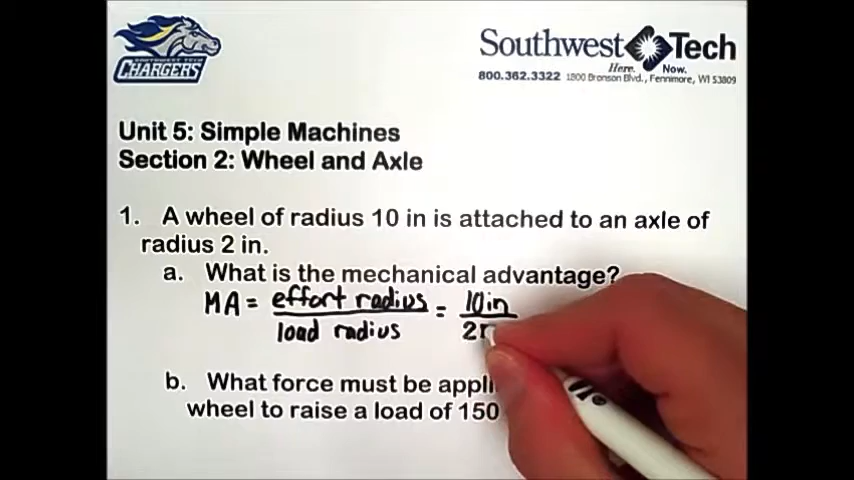 SOUTHWEST TECH
CHARGERS
Southwest Tech
Here. Now.
800.362.3322 1800 Bronson Blvd., Fennimore, WI 53809
Unit 5: Simple Machines
Section 2: Wheel and Axle
1. A wheel of radius 10 in is attached to an axle of
radius 2 in.
a. What is the mechanical advantage?
MA = effort radius / load radius = 10in / 2
b. What force must be appli
wheel to raise a load of 150